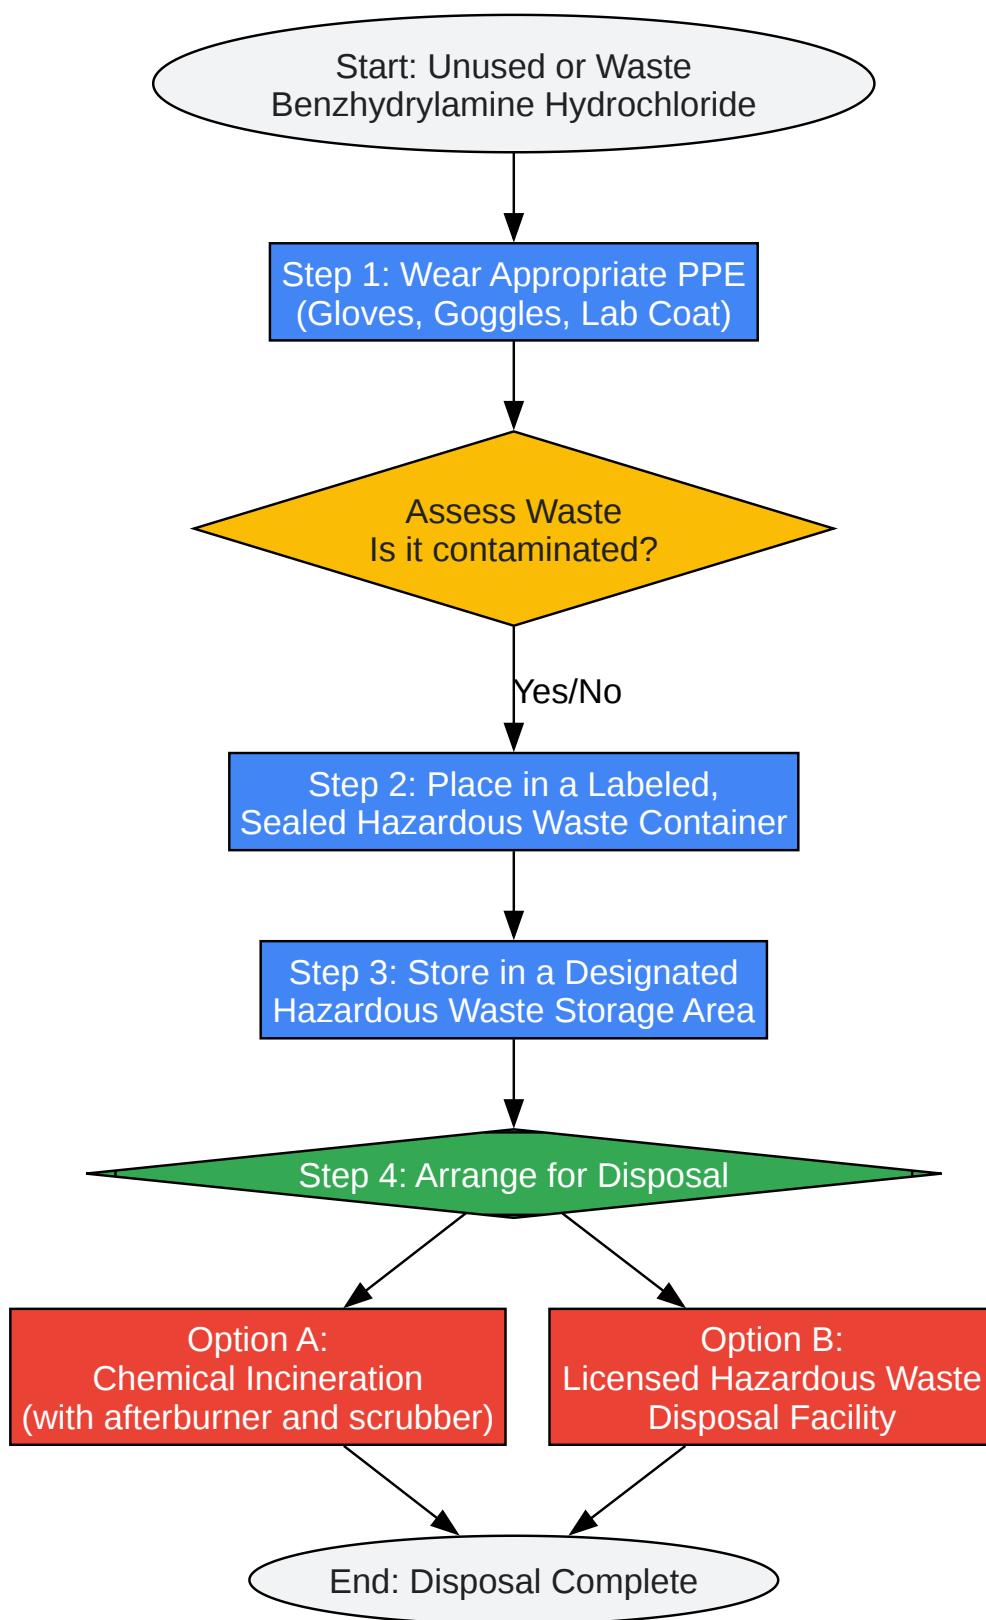 Start: Unused or Waste
Benzhydrylamine Hydrochloride
Step 1: Wear Appropriate PPE
(Gloves, Goggles, Lab Coat)
Assess Waste
Is it contaminated?
Yes/No
Step 2: Place in a Labeled,
Sealed Hazardous Waste Container
Step 3: Store in a Designated
Hazardous Waste Storage Area
Step 4: Arrange for Disposal
Option A:
Chemical Incineration
(with afterburner and scrubber)
Option B:
Licensed Hazardous Waste
Disposal Facility
End: Disposal Complete